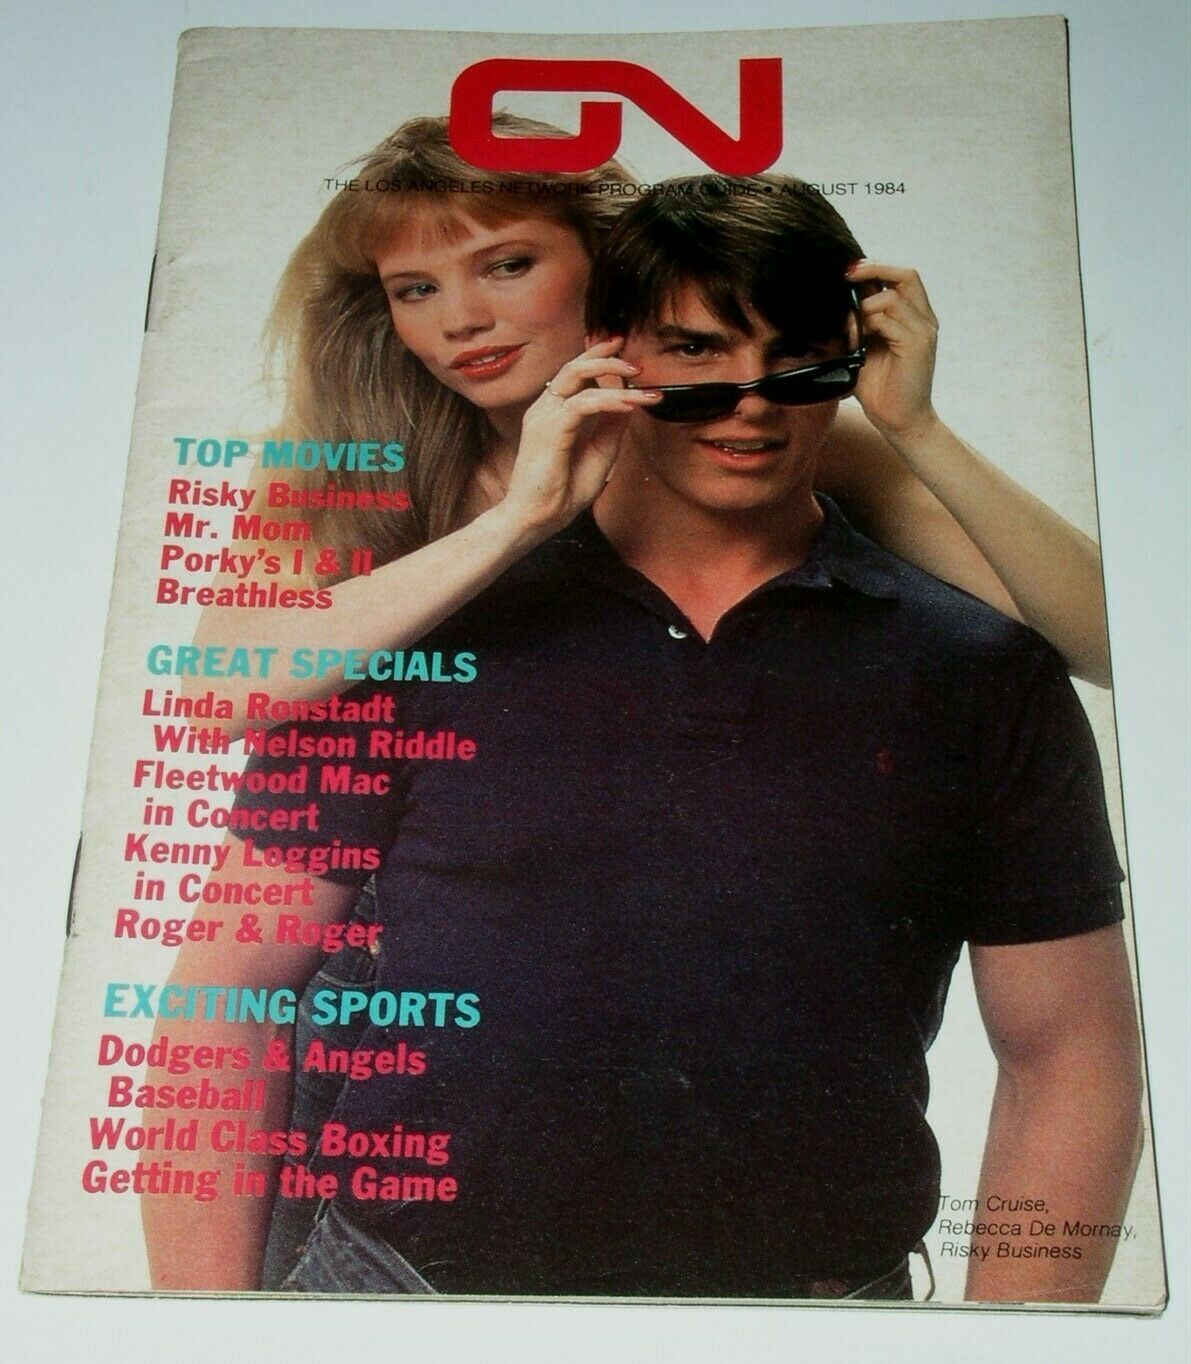 ON
THE LOS ANGELES NETWORK PROGRAM GUIDE • AUGUST 1984
TOP MOVIES
Risky Business
Mr. Mom
Porky's I & II
Breathless
GREAT SPECIALS
Linda Ronstadt
With Nelson Riddle
Fleetwood Mac
in Concert
Kenny Loggins
in Concert
Roger & Roger
EXCITING SPORTS
Dodgers & Angels
Baseball
World Class Boxing
Getting in the Game
Tom Cruise,
Rebecca De Mornay,
Risky Business